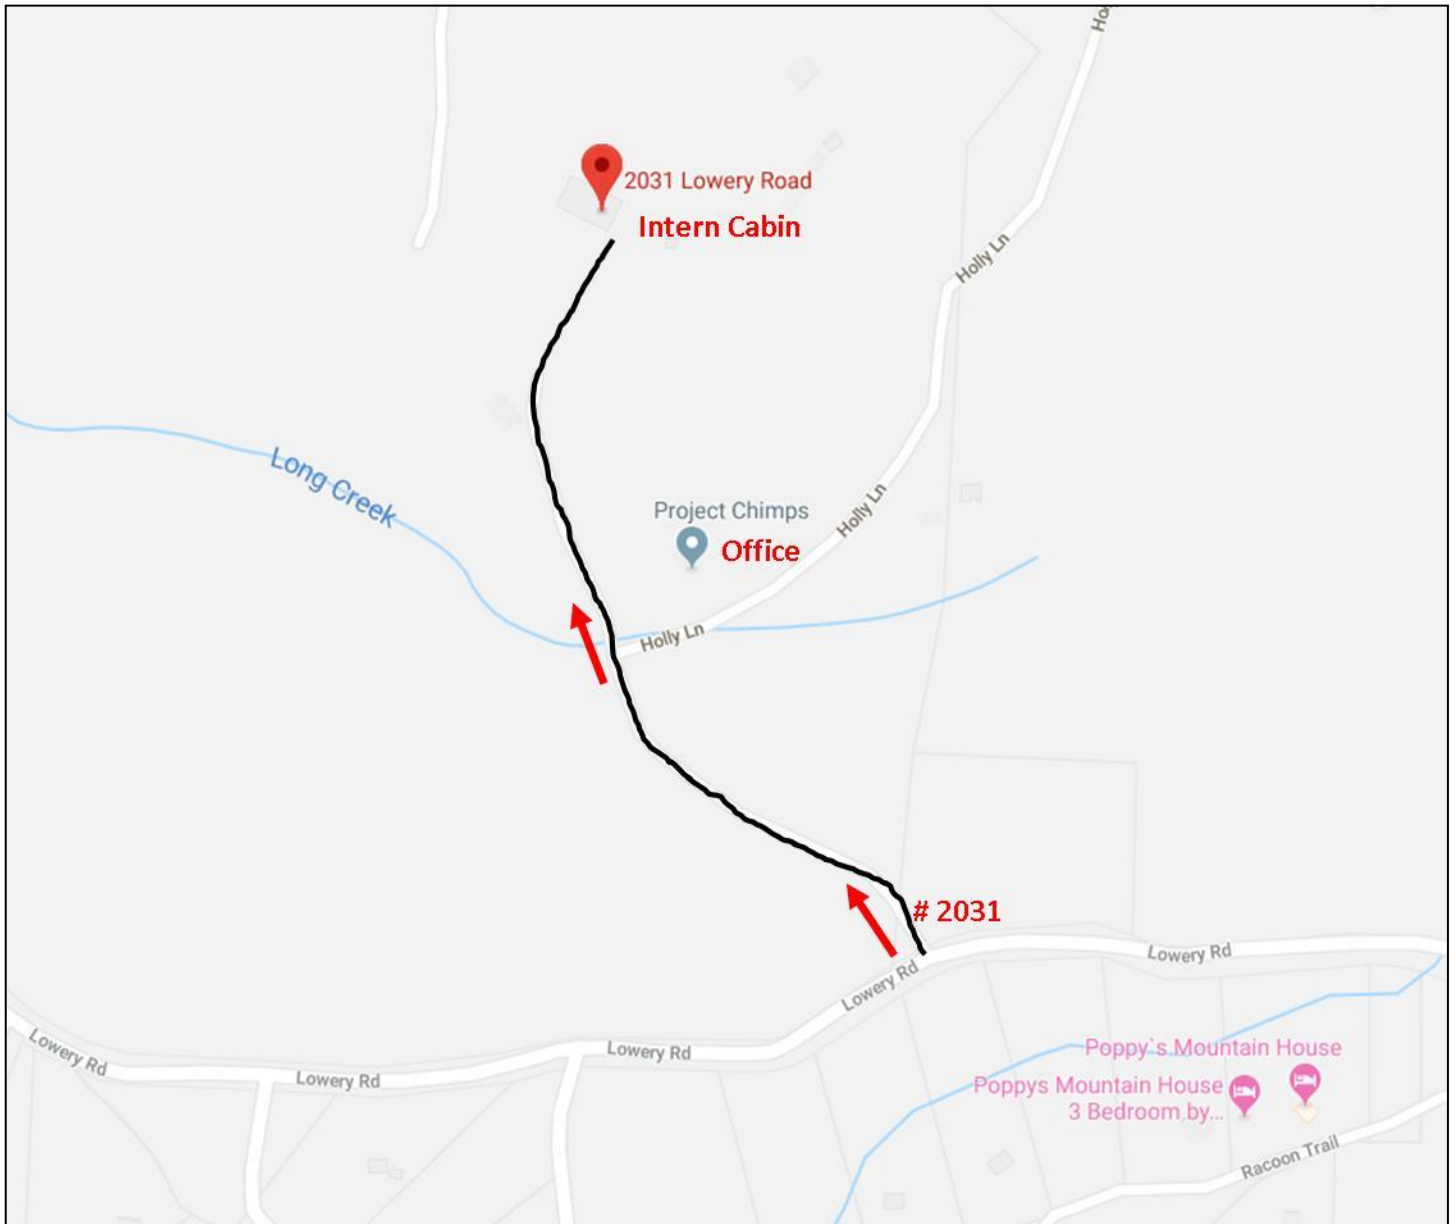 Ho
2031 Lowery Road
Intern Cabin
Holly Ln
Long Creek
Holly Ln
Project Chimps
Office
Holly Ln
# 2031
Lowery Rd
Lowery Rd
Lowery Rd
Lowery Rd
Lowery Rd
Poppy`s Mountain House
Poppys Mountain House
3 Bedroom by...
Racoon Trail